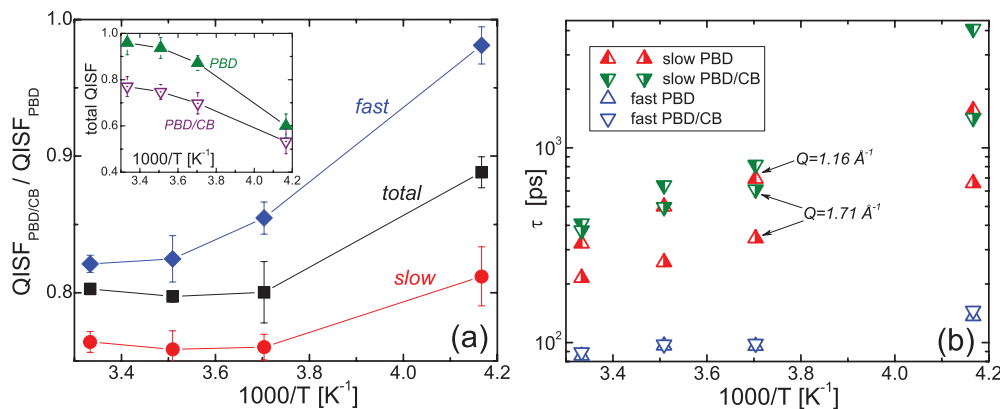 1.0
0.9
0.8
QISF_PBD/CB / QISF_PBD
3.4 3.6 3.8 4.0 4.2
1000/T [K⁻¹]
fast
total
slow
(a)
1.0
0.8
0.6
0.4
total QISF
3.4 3.6 3.8 4.0 4.2
1000/T [K⁻¹]
PBD
PBD/CB
10³
10²
τ [ps]
3.4 3.6 3.8 4.0 4.2
1000/T [K⁻¹]
slow PBD
slow PBD/CB
fast PBD
fast PBD/CB
Q=1.16 Å⁻¹
Q=1.71 Å⁻¹
(b)